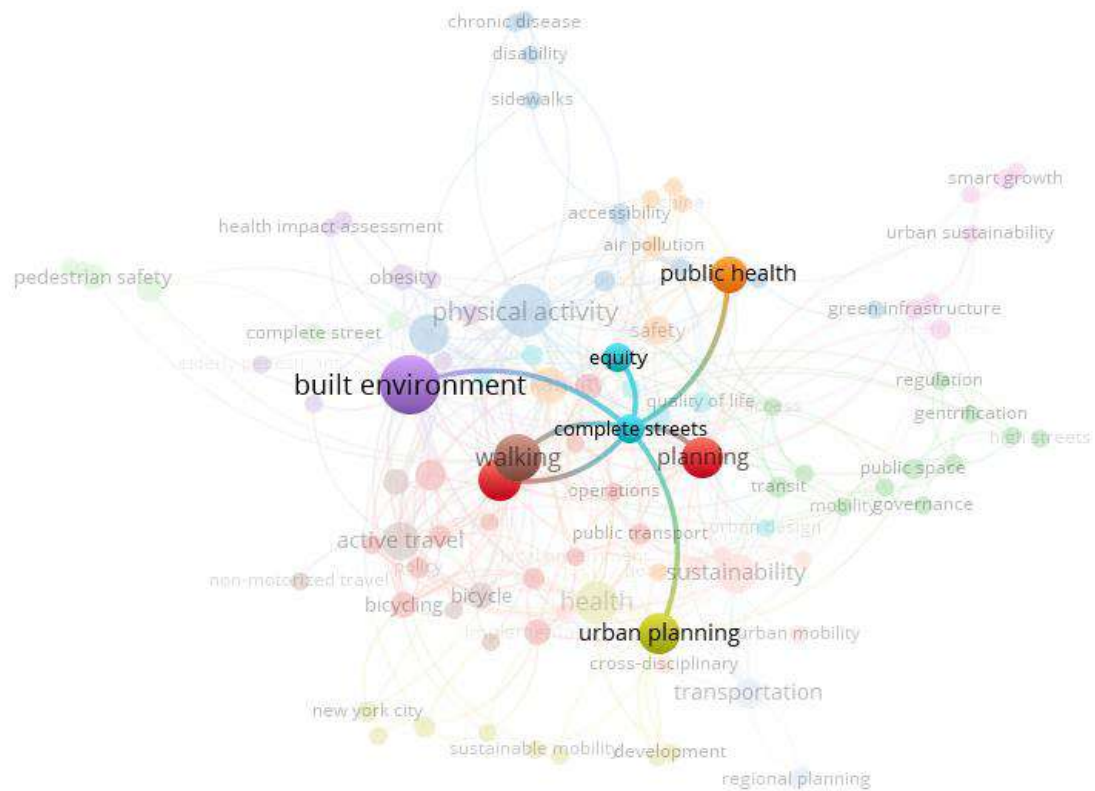 chronic disease
disability
sidewalks
smart growth
accessibility
health impact assessment
urban sustainability
air pollution
public health
pedestrian safety
obesity
green infrastructure
physical activity
safety
complete street
equity
elderly pedestrians
regulation
built environment
quality of life
gentrification
complete streets
high streets
walking
planning
public space
transit
operations
mobility
governance
urban design
public transport
active travel
policy
sustainability
non-motorized travel
bicycle
health
bicycling
urban planning
urban mobility
cross-disciplinary
transportation
new york city
sustainable mobility
development
regional planning